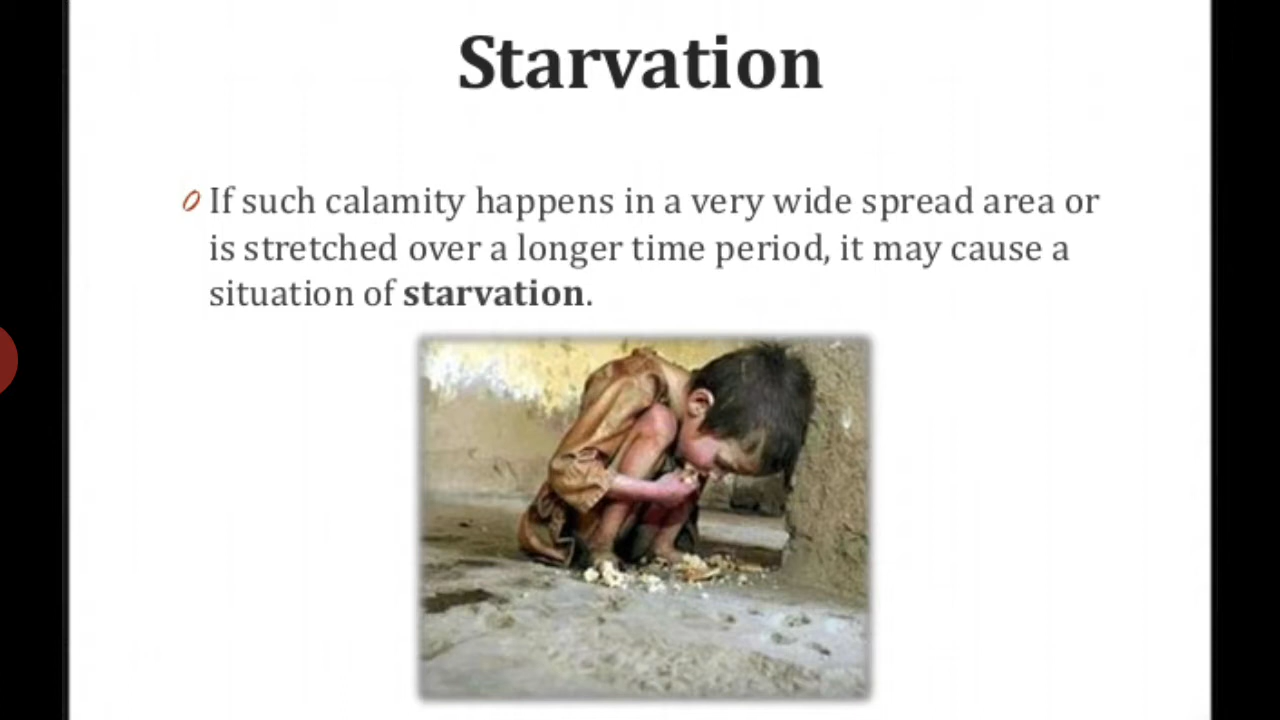 Starvation
If such calamity happens in a very wide spread area or
is stretched over a longer time period, it may cause a
situation of starvation.